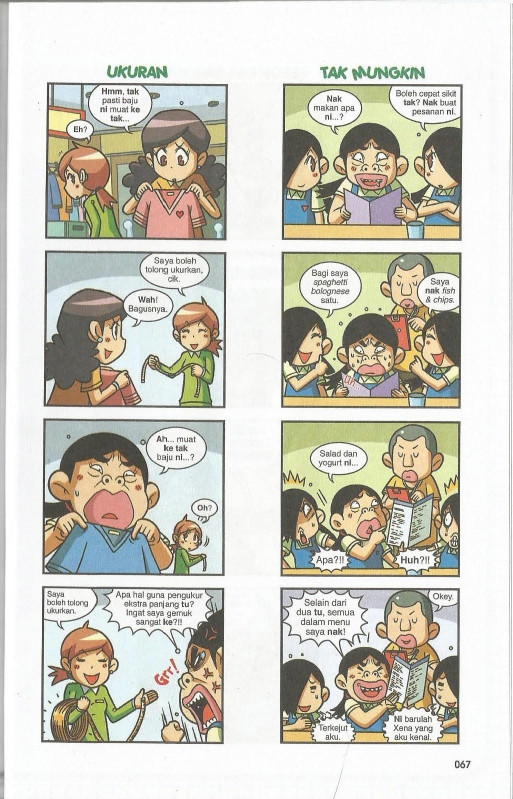 UKURAN
Hmm, tak
pasti baju
ni muat ke
tak...
Eh?
Saya boleh
tolong ukurkan,
cik.
Wah!
Bagusnya.
Ah... muat
ke tak
baju ni...?
Oh?
Saya
boleh tolong
ukurkan.
Apa hal guna pengukur
ekstra panjang tu?
Ingat saya gemuk
sangat ke?!!
Grr!
TAK MUNGKIN
Nak
makan apa
ni...?
Boleh cepat sikit
tak? Nak buat
pesanan ni.
Bagi saya
spaghetti
bolognese
satu.
Saya
nak fish
& chips.
Salad dan
yogurt ni...
Apa?!!
Huh?!!
Selain dari
dua tu, semua
dalam menu
saya nak!
Okey.
Terkejut
aku.
Ni barulah
Xena yang
aku kenal.
067